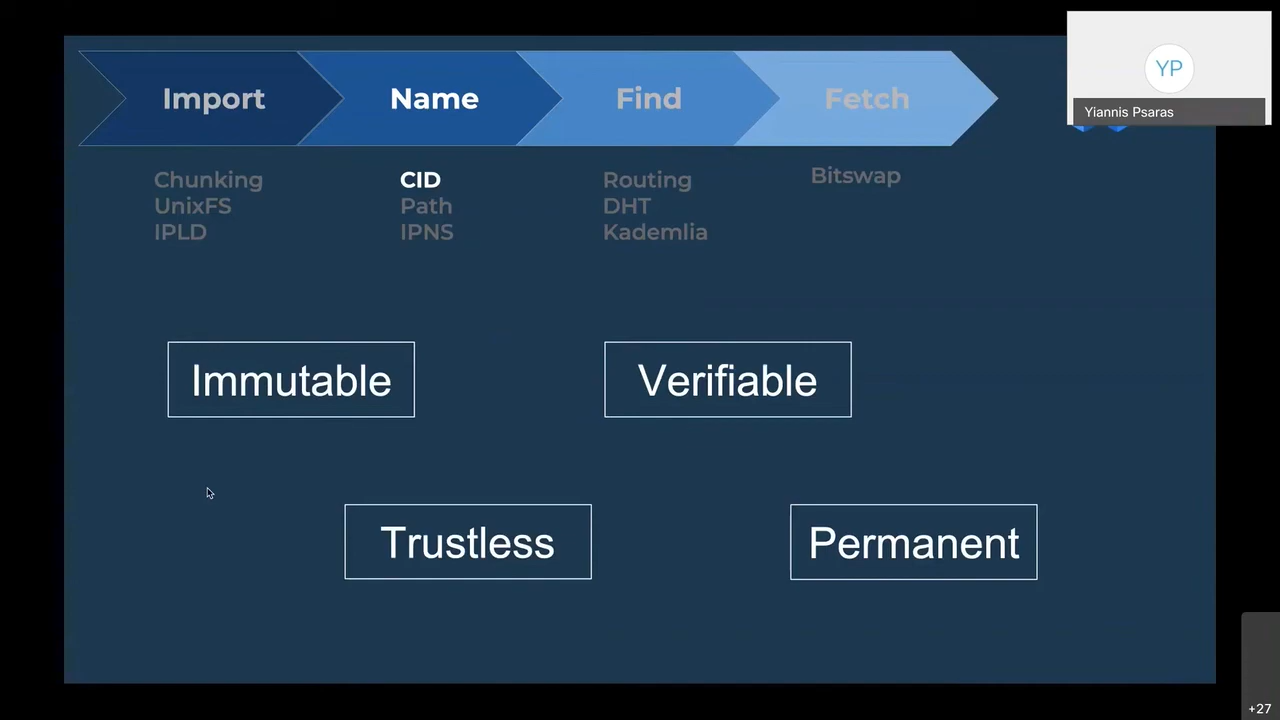 Import
Name
Find
Fetch
YP
Yiannis Psaras
Chunking
UnixFS
IPLD
CID
Path
IPNS
Routing
DHT
Kademlia
Bitswap
Immutable
Verifiable
Trustless
Permanent
+27